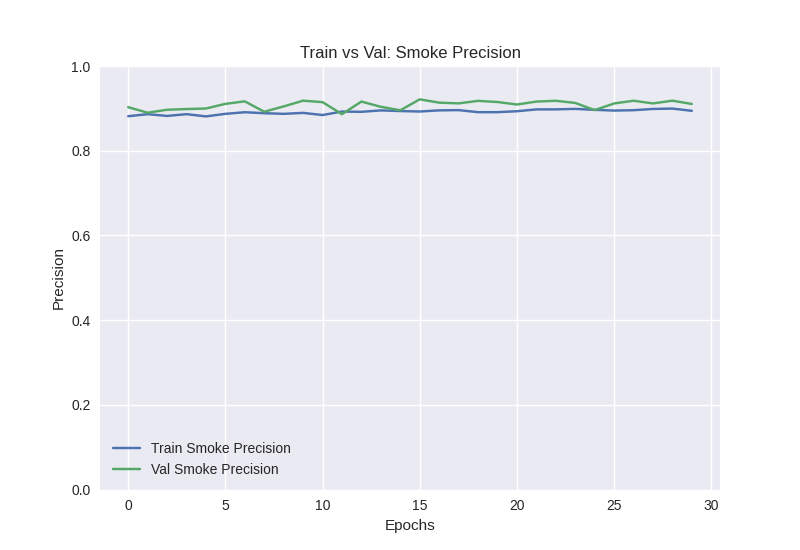 Train vs Val: Smoke Precision
1.0
0.8
0.6
0.4
0.2
0.0
Precision
Train Smoke Precision
Val Smoke Precision
0 5 10 15 20 25 30
Epochs